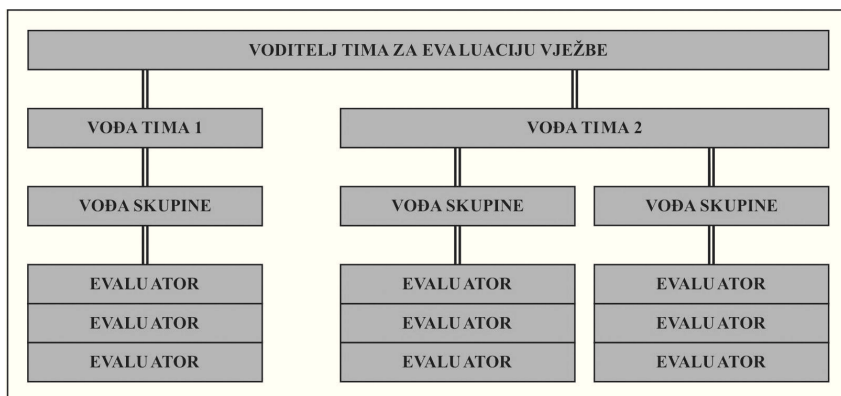 VODITELJ TIMA ZA EVALUACIJU VJEŽBE
VOĐA TIMA 1
VOĐA TIMA 2
VOĐA SKUPINE
VOĐA SKUPINE
VOĐA SKUPINE
EVALUATOR
EVALUATOR
EVALUATOR
EVALUATOR
EVALUATOR
EVALUATOR
EVALUATOR
EVALUATOR
EVALUATOR